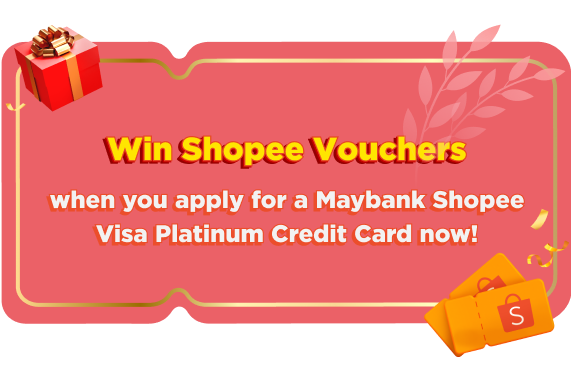 Win Shopee Vouchers
when you apply for a Maybank Shopee
Visa Platinum Credit Card now!
S